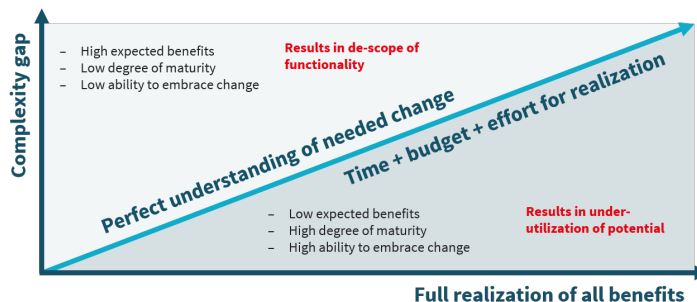 Complexity gap
– High expected benefits
– Low degree of maturity
– Low ability to embrace change
Results in de-scope of
functionality
Perfect understanding of needed change
Time + budget + effort for realization
– Low expected benefits
– High degree of maturity
– High ability to embrace change
Results in under-
utilization of potential
Full realization of all benefits